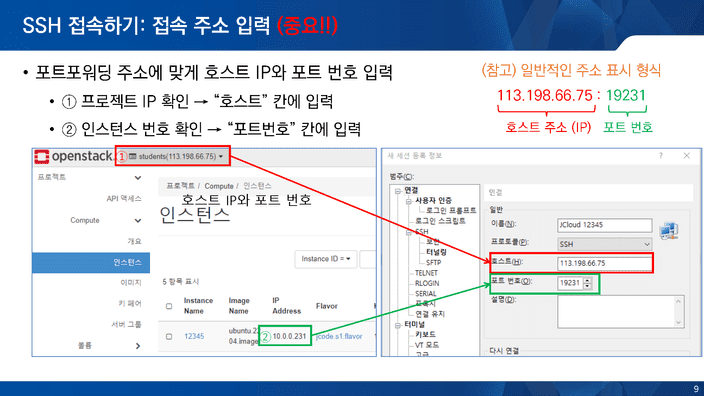 SSH 접속하기: 접속 주소 입력 (중요!!)
• 포트포워딩 주소에 맞게 호스트 IP와 포트 번호 입력
• ① 프로젝트 IP 확인 → “호스트” 칸에 입력
• ② 인스턴스 번호 확인 → “포트번호” 칸에 입력
(참고) 일반적인 주소 표시 형식
113.198.66.75 : 19231
호스트 주소 (IP) 포트 번호
openstack. ① students(113.198.66.75)
프로젝트
API 액세스
Compute
개요
인스턴스
이미지
키 페어
서버 그룹
볼륨
프로젝트 / Compute / 인스턴스
호스트 IP와 포트 번호
인스턴스
Instance ID =
5 항목 표시
Instance Name
Image Name
IP Address
Flavor
12345
ubuntu.22
04.image
② 10.0.0.231
jcode.s1.flavor
새 세션 등록 정보
? ×
범주(C):
연결
사용자 인증
로그인 프롬프트
로그인 스크립트
SSH
보안
터널링
SFTP
TELNET
RLOGIN
SERIAL
프록시
연결 유지
터미널
키보드
VT 모드
고급
연결
일반
이름(N): JCloud 12345
프로토콜(P): SSH
호스트(H): 113.198.66.75
포트 번호(O): 19231
설명(D):
다시 연결
9